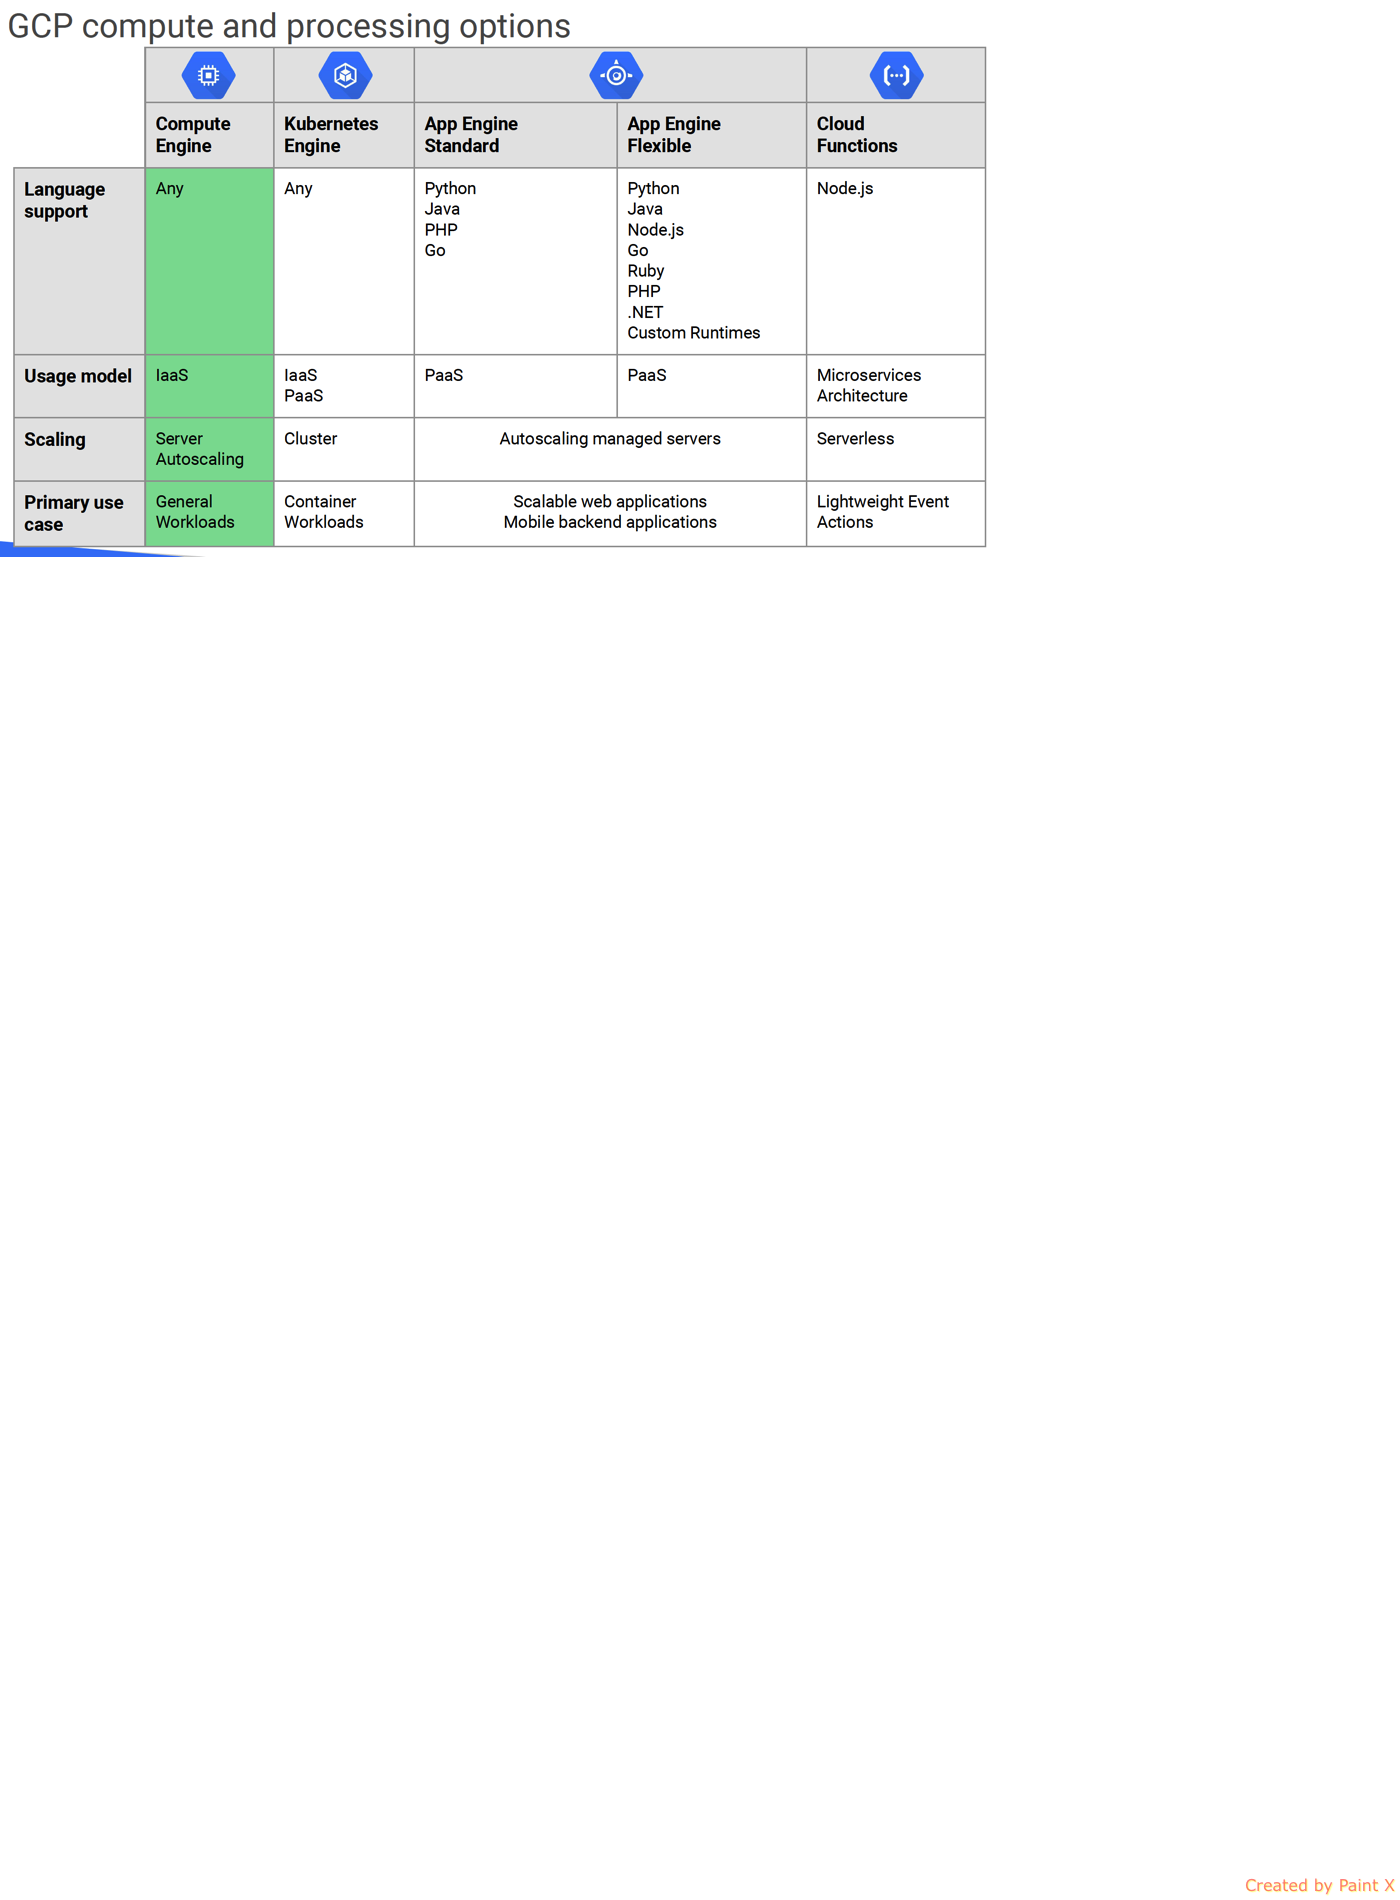 GCP compute and processing options
Compute
Engine
Kubernetes
Engine
App Engine
Standard
App Engine
Flexible
Cloud
Functions
Language
support
Any
Any
Python
Java
PHP
Go
Python
Java
Node.js
Go
Ruby
PHP
.NET
Custom Runtimes
Node.js
Usage model
IaaS
IaaS
PaaS
PaaS
PaaS
Microservices
Architecture
Scaling
Server
Autoscaling
Cluster
Autoscaling managed servers
Serverless
Primary use
case
General
Workloads
Container
Workloads
Scalable web applications
Mobile backend applications
Lightweight Event
Actions
Created by Paint X